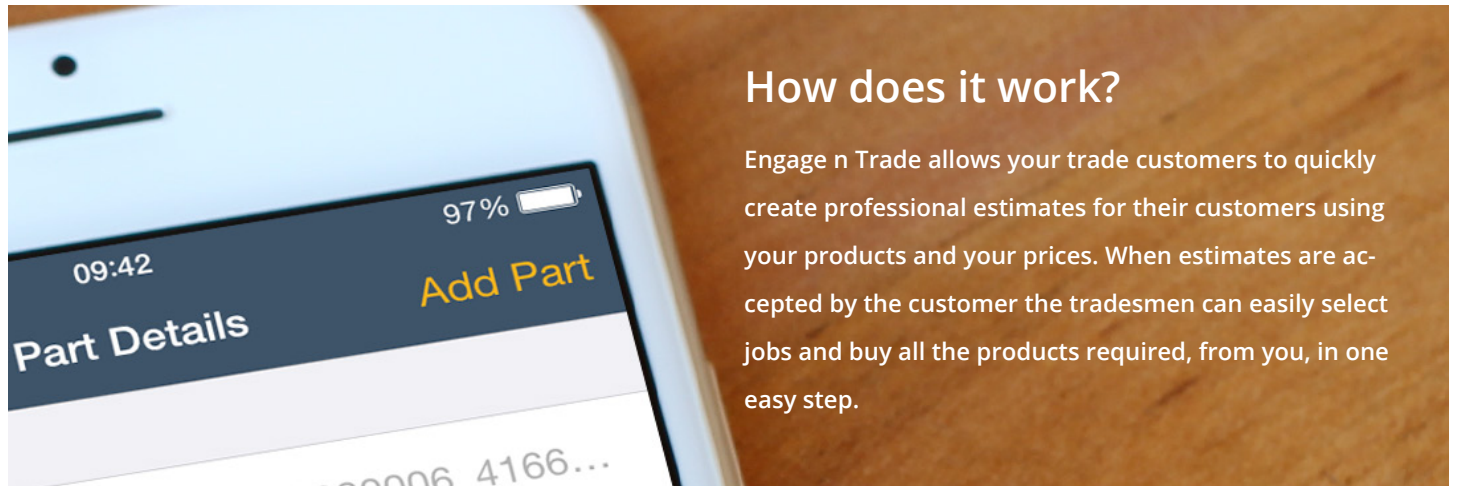 97%
09:42
Add Part
Part Details
4166...
How does it work?
Engage n Trade allows your trade customers to quickly
create professional estimates for their customers using
your products and your prices. When estimates are ac-
cepted by the customer the tradesmen can easily select
jobs and buy all the products required, from you, in one
easy step.